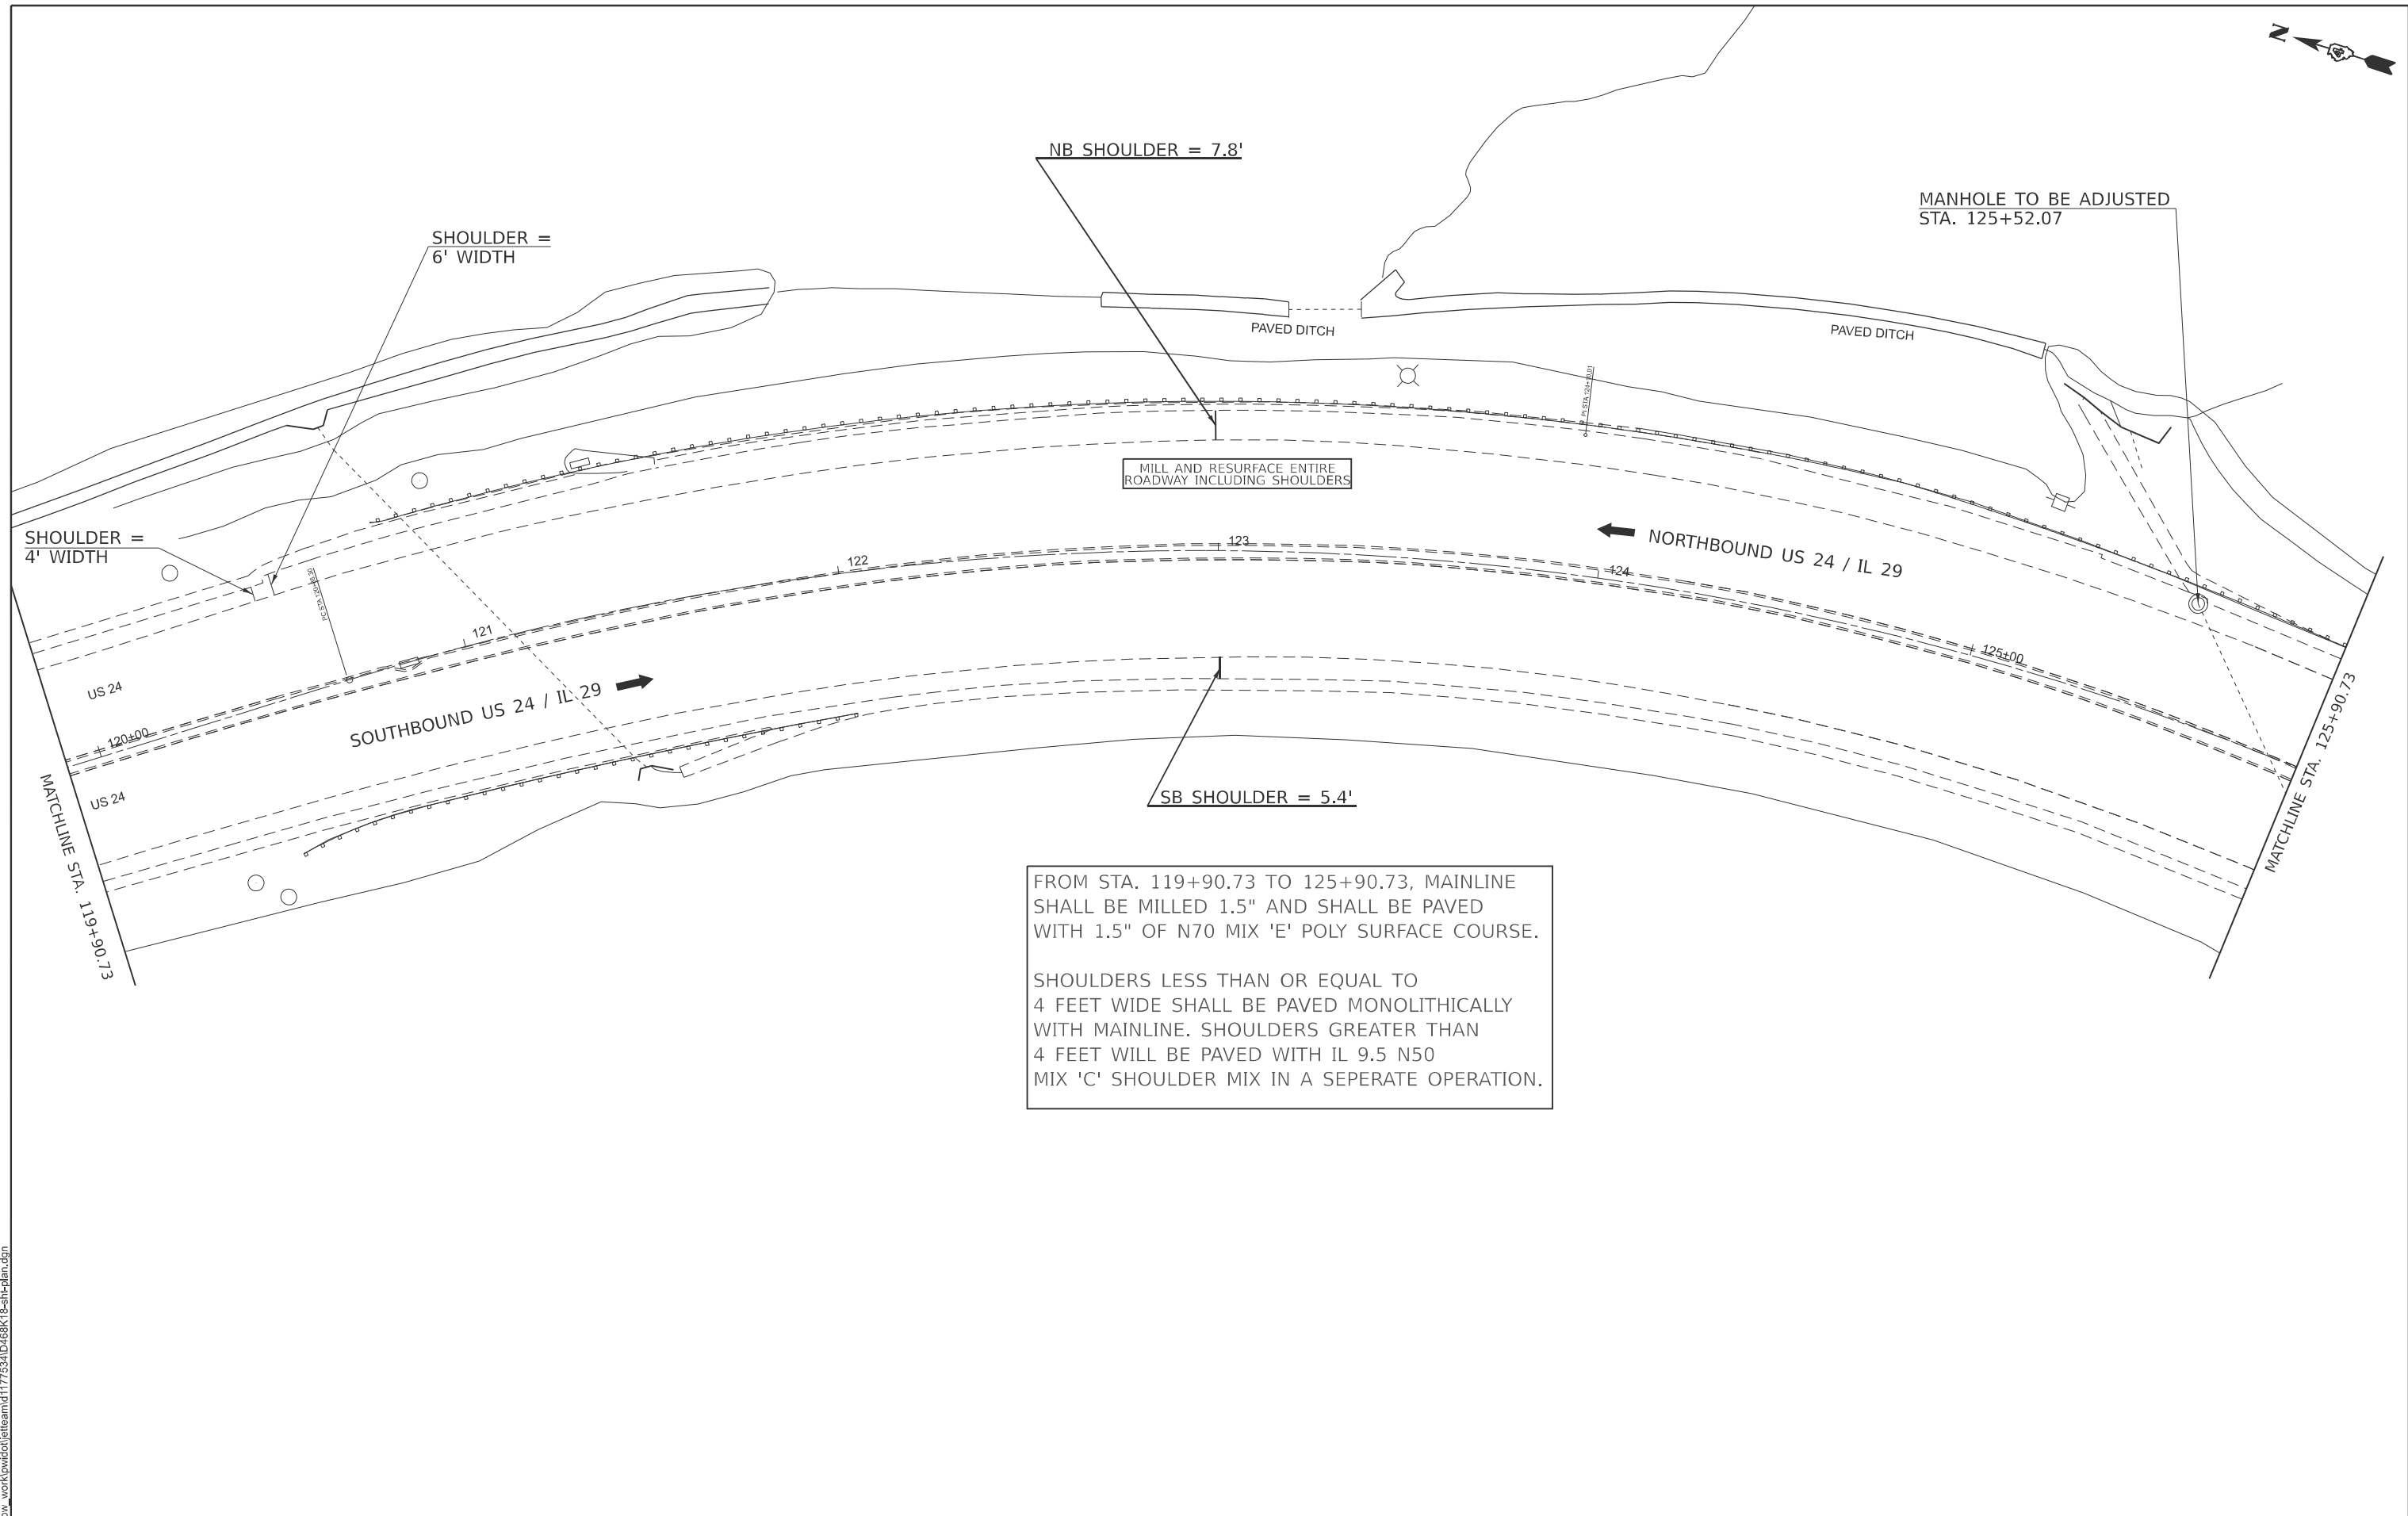 N
NB SHOULDER = 7.8'
MANHOLE TO BE ADJUSTED
STA. 125+52.07
SHOULDER =
6' WIDTH
PAVED DITCH
PAVED DITCH
MILL AND RESURFACE ENTIRE
ROADWAY INCLUDING SHOULDERS
SHOULDER =
4' WIDTH
NORTHBOUND US 24 / IL 29
120+00
121
122
123
124
125+00
US 24
SOUTHBOUND US 24 / IL 29
US 24
MATCHLINE STA. 119+90.73
MATCHLINE STA. 125+90.73
SB SHOULDER = 5.4'
FROM STA. 119+90.73 TO 125+90.73, MAINLINE
SHALL BE MILLED 1.5" AND SHALL BE PAVED
WITH 1.5" OF N70 MIX 'E' POLY SURFACE COURSE.
SHOULDERS LESS THAN OR EQUAL TO
4 FEET WIDE SHALL BE PAVED MONOLITHICALLY
WITH MAINLINE. SHOULDERS GREATER THAN
4 FEET WILL BE PAVED WITH IL 9.5 N50
MIX 'C' SHOULDER MIX IN A SEPERATE OPERATION.